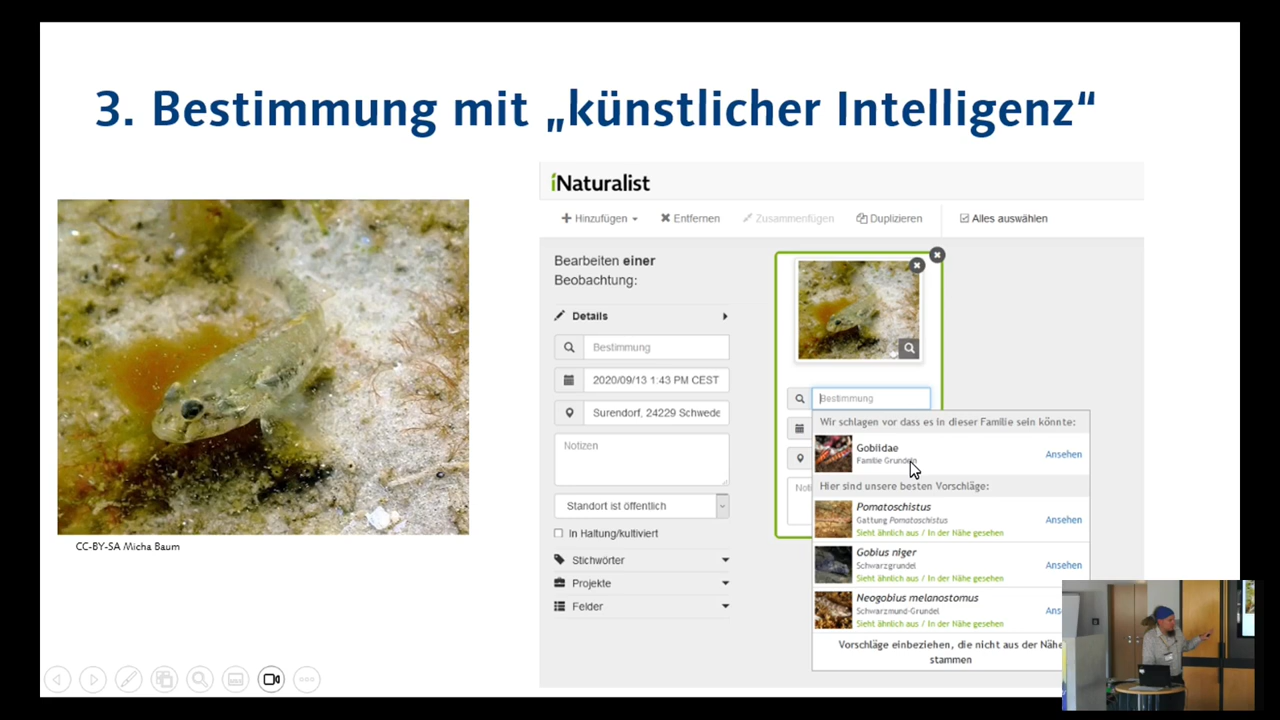 3. Bestimmung mit „künstlicher Intelligenz“
CC-BY-SA Micha Baum
iNaturalist
Hinzufügen
Entfernen
Zusammenfügen
Duplizieren
Alles auswählen
Bearbeiten einer
Beobachtung:
Details
Bestimmung
2020/09/13 1:43 PM CEST
Surendorf, 24229 Schwede
Notizen
Standort ist öffentlich
In Haltung/kultiviert
Stichwörter
Projekte
Felder
Bestimmung
Noti
Wir schlagen vor dass es in dieser Familie sein könnte:
Gobiidae
Familie Grundeln
Ansehen
Hier sind unsere besten Vorschläge:
Pomatoschistus
Gattung Pomatoschistus
Sieht ähnlich aus / In der Nähe gesehen
Ansehen
Gobius niger
Schwarzgrundel
Sieht ähnlich aus / In der Nähe gesehen
Ansehen
Neogobius melanostomus
Schwarzmund-Grundel
Sieht ähnlich aus / In der Nähe gesehen
Ans
Vorschläge einbeziehen, die nicht aus der Nähe
stammen